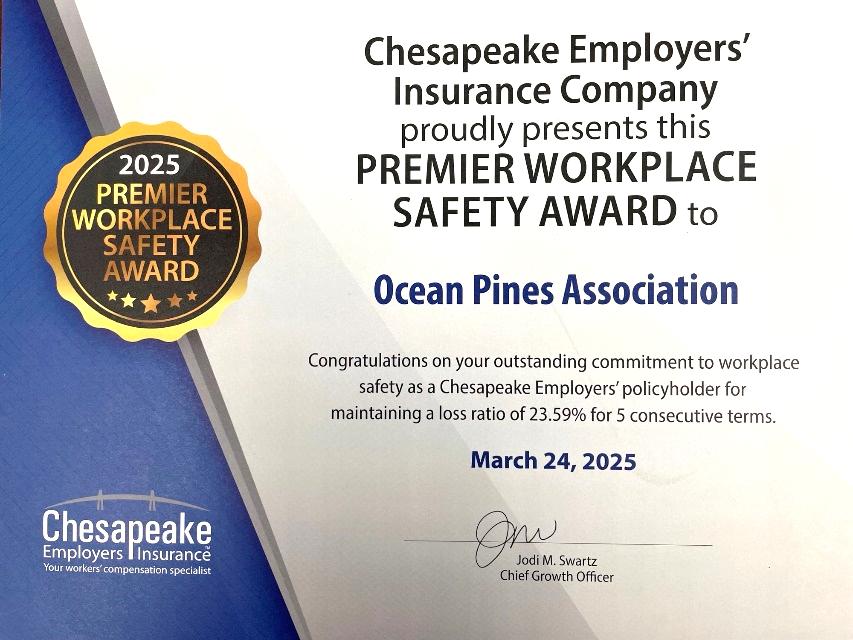 Chesapeake Employers'
Insurance Company
proudly presents this
PREMIER WORKPLACE
SAFETY AWARD to
Ocean Pines Association
Congratulations on your outstanding commitment to workplace
safety as a Chesapeake Employers' policyholder for
maintaining a loss ratio of 23.59% for 5 consecutive terms.
March 24, 2025
Jodi M. Swartz
Chief Growth Officer
2025
PREMIER
WORKPLACE
SAFETY
AWARD
Chesapeake
Employers Insurance™
Your workers' compensation specialist